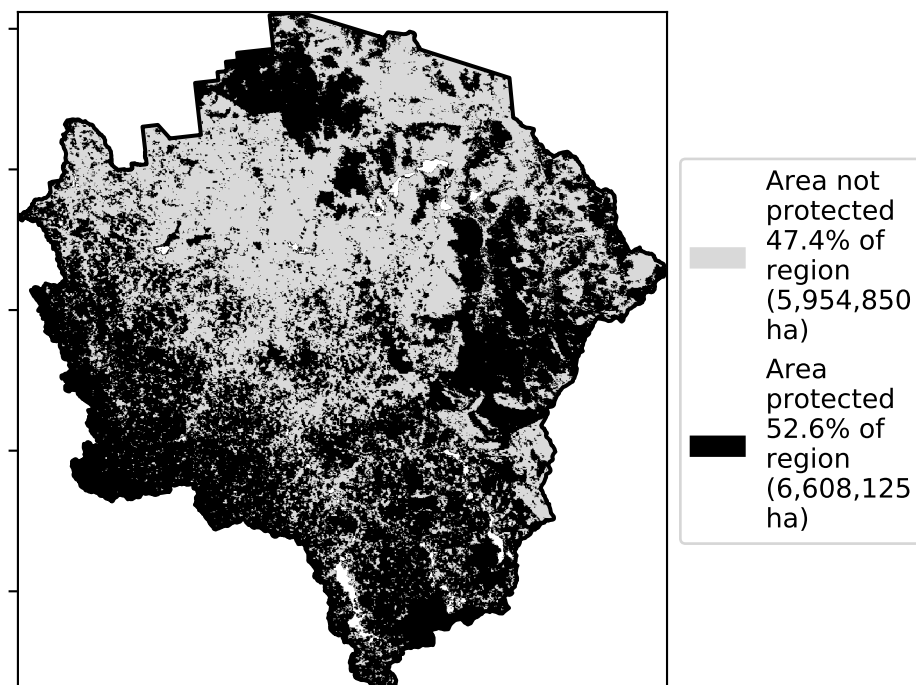 Area not
protected
47.4% of
region
(5,954,850
ha)
Area
protected
52.6% of
region
(6,608,125
ha)